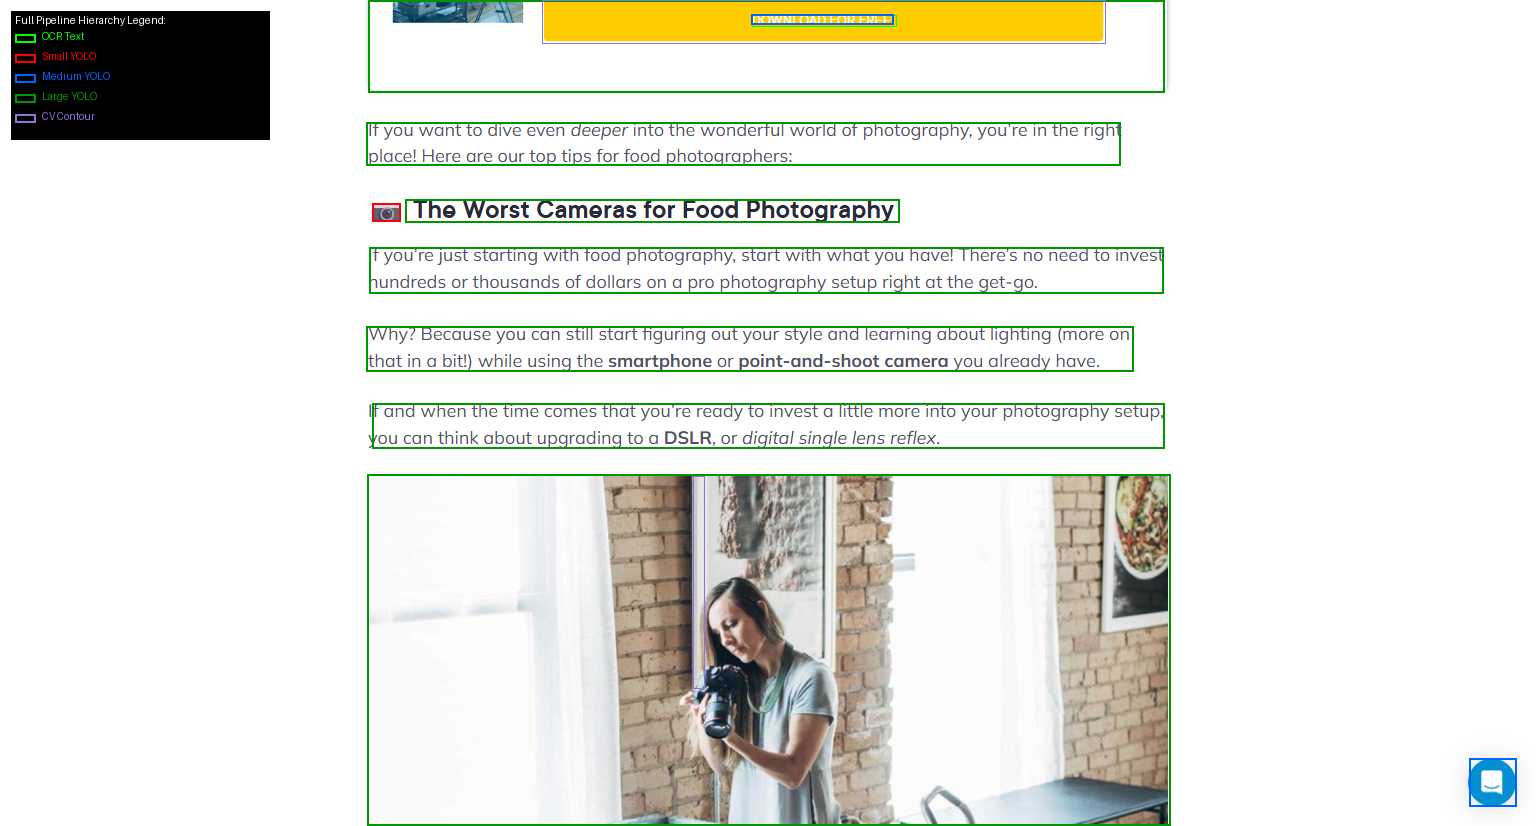 Full Pipeline Hierarchy Legend:
OCR Text
Small YOLO
Medium YOLO
Large YOLO
CV Contour
DOWNLOAD FOR FREE
If you want to dive even deeper into the wonderful world of photography, you're in the right
place! Here are our top tips for food photographers:
The Worst Cameras for Food Photography
If you're just starting with food photography, start with what you have! There's no need to invest
hundreds or thousands of dollars on a pro photography setup right at the get-go.
Why? Because you can still start figuring out your style and learning about lighting (more on
that in a bit!) while using the smartphone or point-and-shoot camera you already have.
If and when the time comes that you're ready to invest a little more into your photography setup,
you can think about upgrading to a DSLR, or digital single lens reflex.